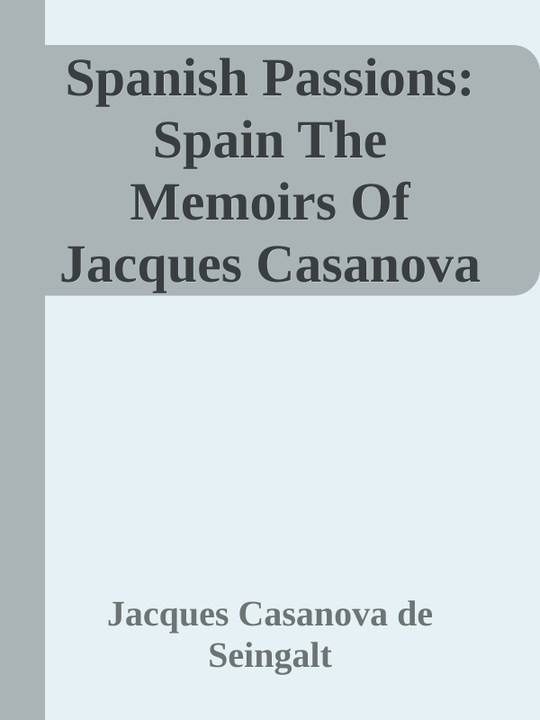 Spanish Passions:
Spain The
Memoirs Of
Jacques Casanova
Jacques Casanova de
Seingalt